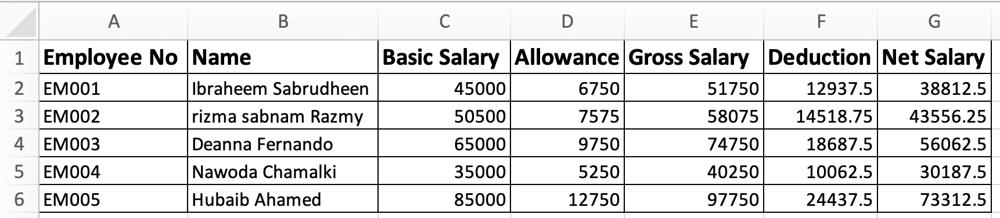 A B C D E F G
1 Employee No Name Basic Salary Allowance Gross Salary Deduction Net Salary
2 EM001 Ibraheem Sabrudheen 45000 6750 51750 12937.5 38812.5
3 EM002 rizma sabnam Razmy 50500 7575 58075 14518.75 43556.25
4 EM003 Deanna Fernando 65000 9750 74750 18687.5 56062.5
5 EM004 Nawoda Chamalki 35000 5250 40250 10062.5 30187.5
6 EM005 Hubaib Ahamed 85000 12750 97750 24437.5 73312.5